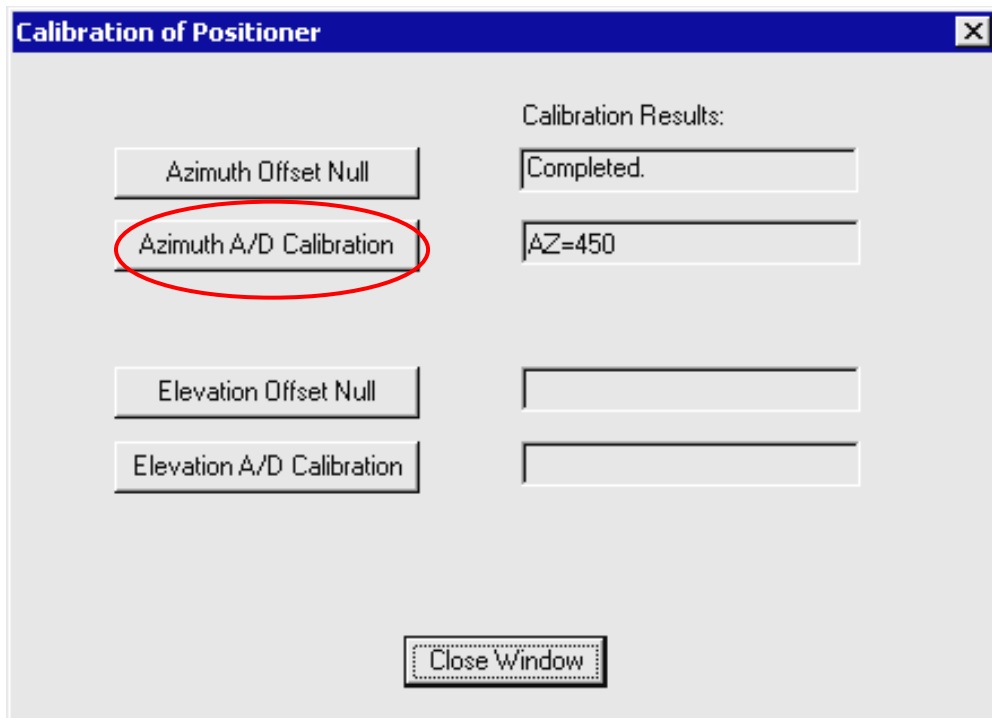 Calibration of Positioner
Calibration Results:
Azimuth Offset Null
Completed.
Azimuth A/D Calibration
AZ=450
Elevation Offset Null
Elevation A/D Calibration
Close Window